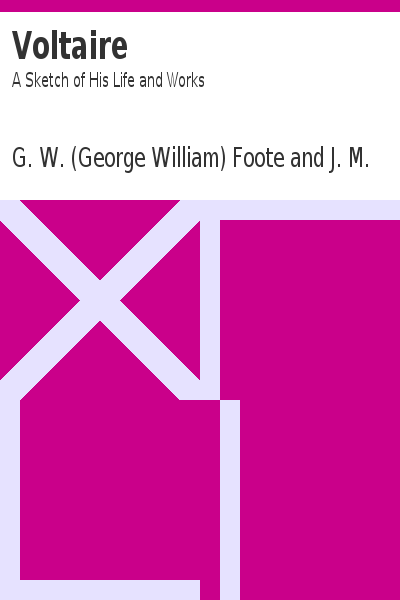 Voltaire
A Sketch of His Life and Works
G. W. (George William) Foote and J. M.